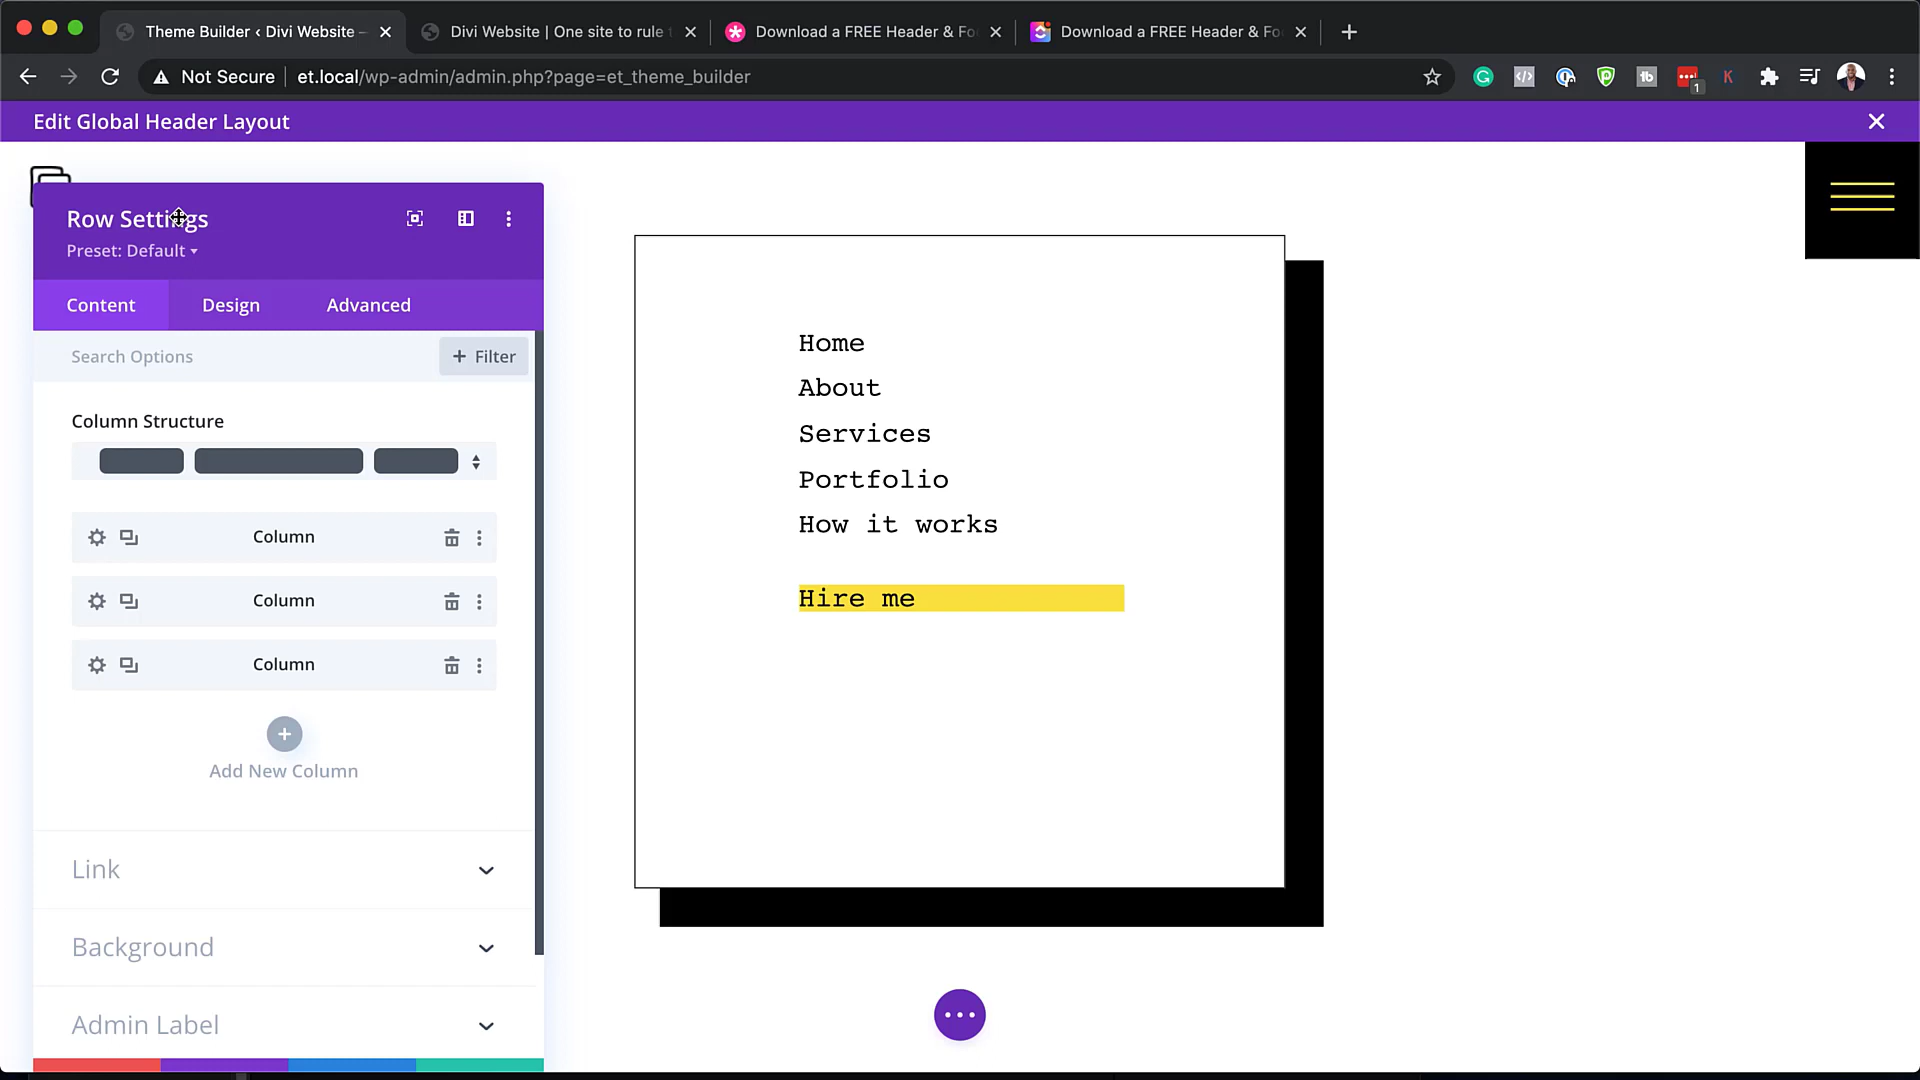 Theme Builder ‹ Divi Website –
Divi Website | One site to rule t
Download a FREE Header & Fo
Download a FREE Header & Fo
Not Secure
et.local/wp-admin/admin.php?page=et_theme_builder
tb
1
K
Edit Global Header Layout
Row Settings
Preset: Default
Content
Design
Advanced
Search Options
+ Filter
Column Structure
Column
Column
Column
Add New Column
Link
Background
Admin Label
Home
About
Services
Portfolio
How it works
Hire me